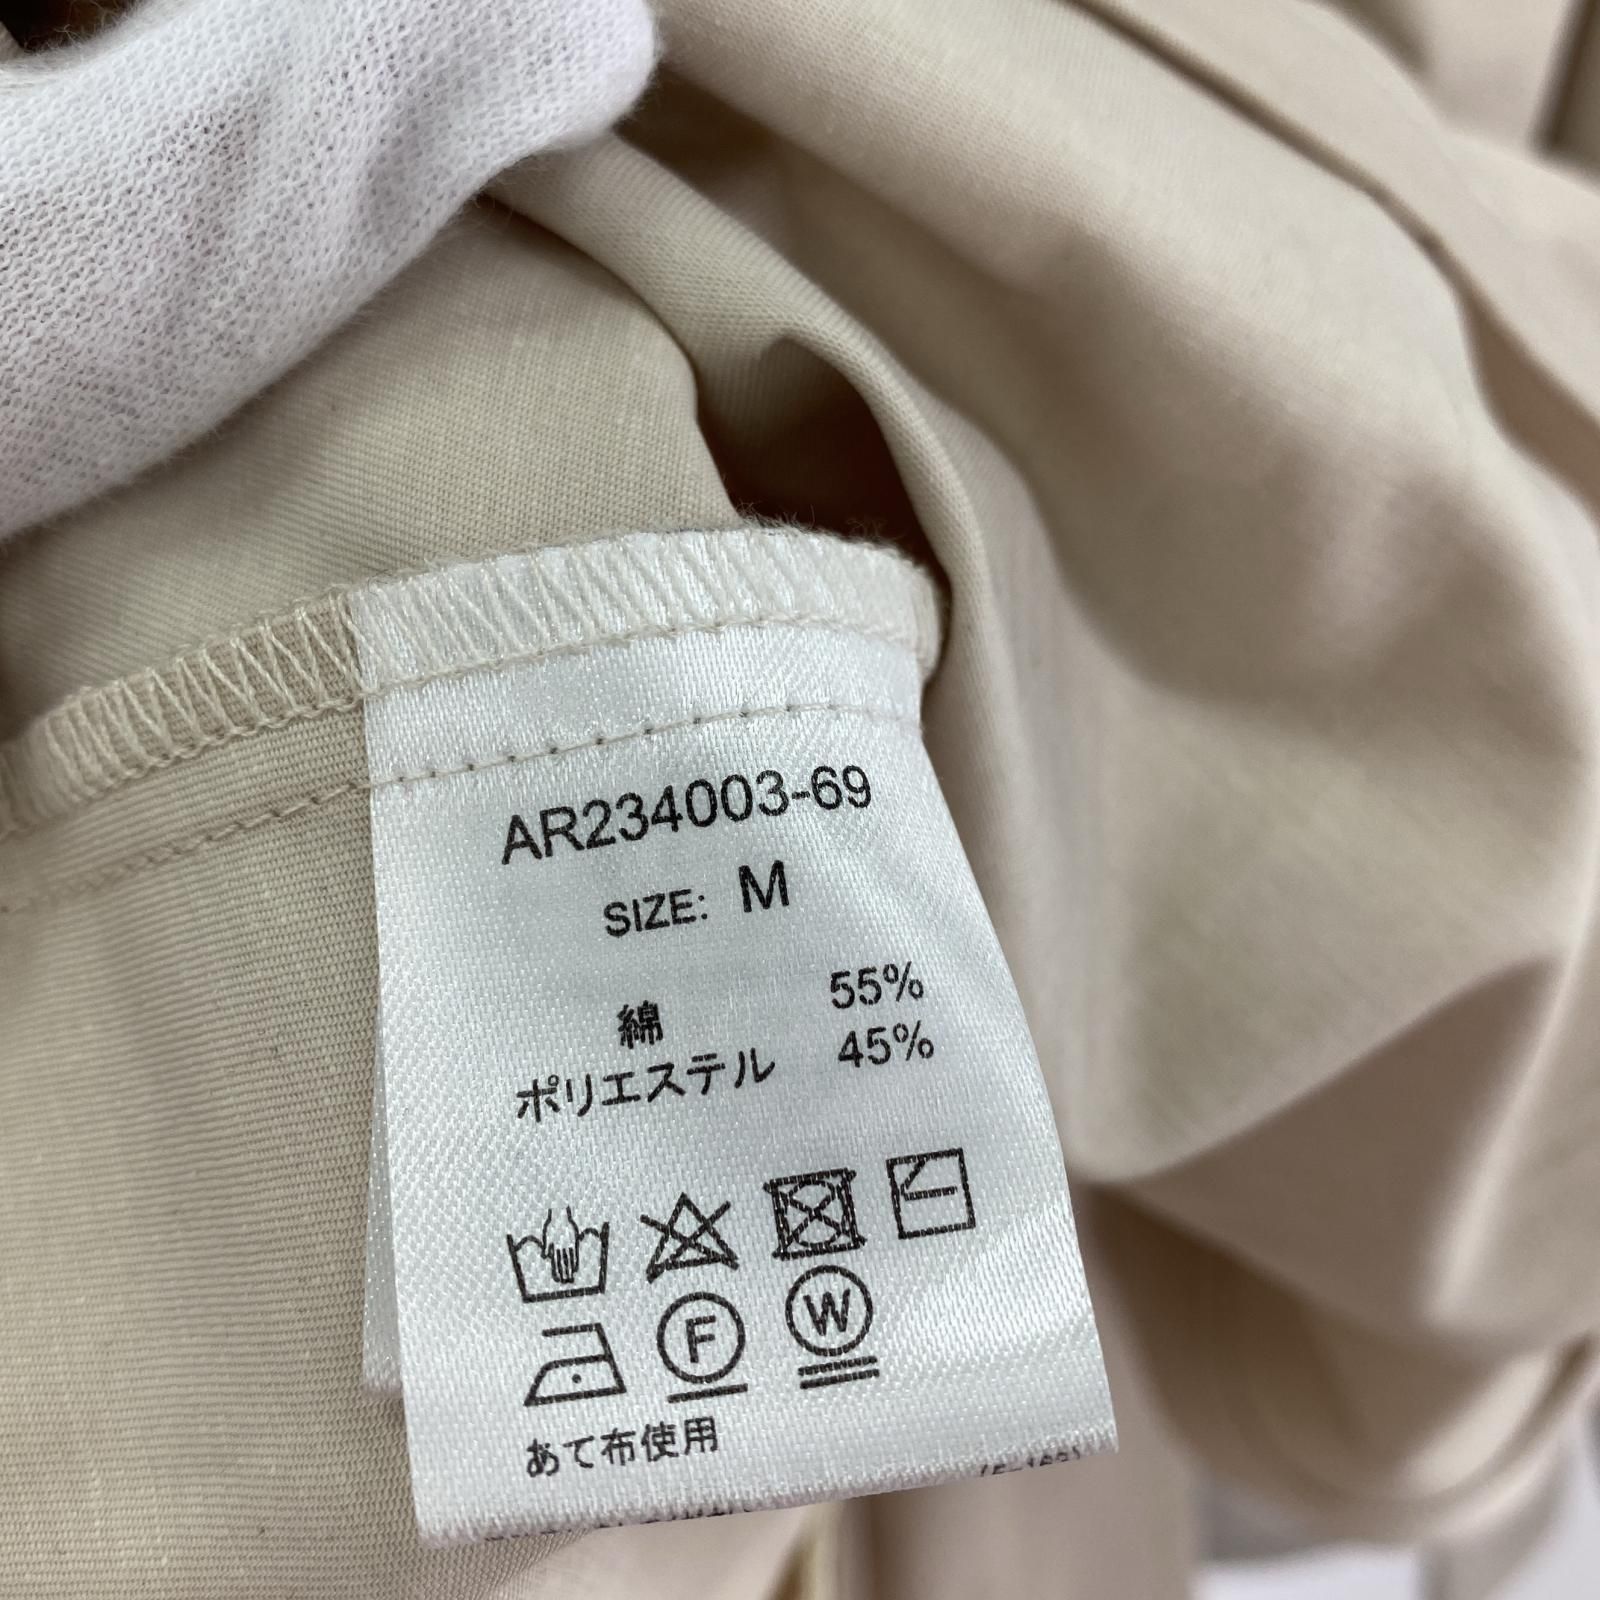 AR234003-69
SIZE: M
綿 55%
ポリエステル 45%
F W
あて布使用